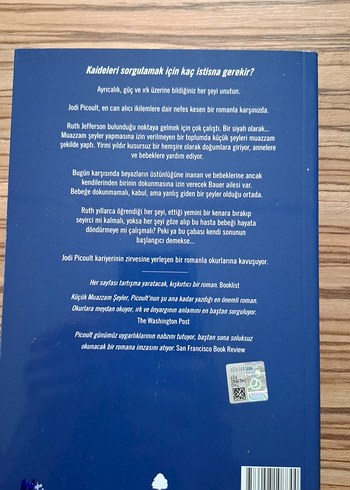 Kaideleri sorgulamak için kaç istisna gerekir?
Ayrıcalık, güç ve ırk üzerine bildiğiniz her şeyi unutun.
Jodi Picoult, en can alıcı ikilemlere dair nefes kesen bir romanla karşınızda.
Ruth Jefferson bulunduğu noktaya gelmek için çok çalıştı. Bir siyah olarak...
Muazzam şeyler yapmasına izin verilmeyen bir toplumda küçük şeyleri muazzam
şekilde yaptı. Yirmi yıldır kusursuz bir hemşire olarak doğumlara giriyor, annelere
ve bebeklere yardım ediyor.
Bugün karşısında beyazların üstünlüğüne inanan ve bebeklerine ancak
kendilerinden birinin dokunmasına izin verecek Bauer ailesi var.
Bebeğe dokunmamalı, kabul, ama yanlış giden bir şeyler olduğu ortada.
Ruth yıllarca öğrendiği her şeyi, ettiği yemini bir kenara bırakıp
seyirci mi kalmalı, yoksa her şeyi göze alıp bu hasta bebeği hayata
döndürmeye mi çalışmalı? Peki ya bu çabası kendi sonunun
başlangıcı demekse...
Jodi Picoult kariyerinin zirvesine yerleşen bir romanla okurlarına kavuşuyor.
Her sayfası tartışma yaratacak, kışkırtıcı bir roman. Booklist
Küçük Muazzam Şeyler, Picoult'nun şu ana kadar yazdığı en önemli roman.
Okurlara meydan okuyor, ırk ve önyargının anlamını en baştan sorguluyor.
The Washington Post
Picoult günümüz uygarlıklarının nabzını tutuyor, baştan sona soluksuz
okunacak bir romana imzasını atıyor. San Francisco Book Review